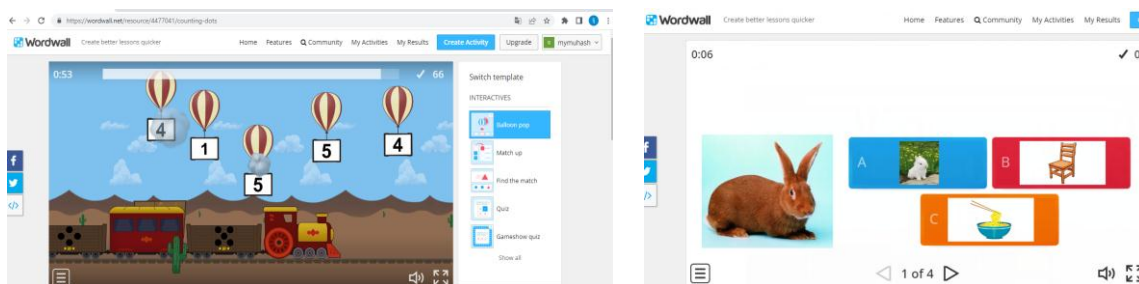 https://wordwall.net/resource/4477041/counting-dots
Wordwall Create better lessons quicker Home Features Community My Activities My Results Create Activity Upgrade mymuhash
0:53 66
4
1
5
5
4
Switch template
INTERACTIVES
Balloon pop
Match up
Find the match
Quiz
Gameshow quiz
Show all
Wordwall Create better lessons quicker Home Features Community My Activities My Results
0:06
A
B
C
1 of 4